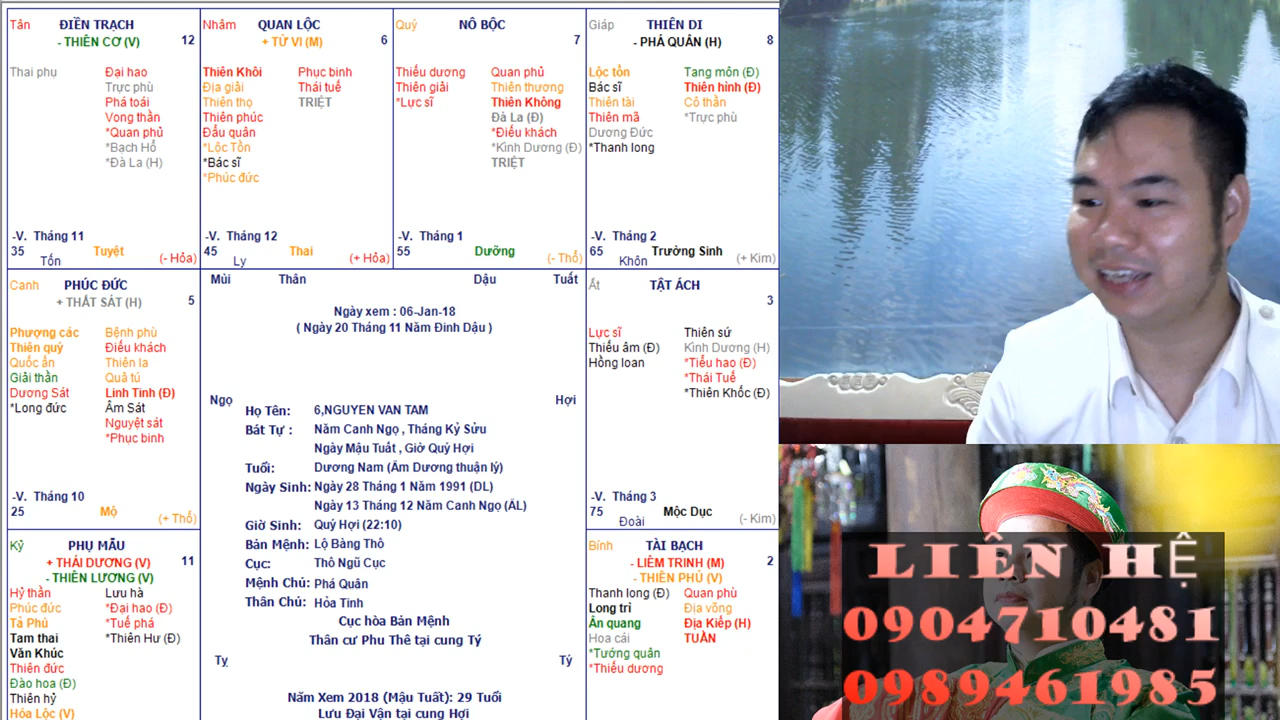 Tân ĐIỀN TRẠCH
- THIÊN CƠ (V) 12
Thai phụ Đại hao
Trực phù
Phá toái
Vong thần
*Quan phủ
*Bạch Hổ
*Đà La (H)
-V. Tháng 11
35 Tuyệt (- Hỏa)
Tốn
Nhâm QUAN LỘC
+ TỬ VI (M) 6
Thiên Khôi Phục binh
Địa giải Thái tuế
Thiên thọ TRIỆT
Thiên phúc
Đẩu quân
*Lộc Tồn
*Bác sĩ
*Phúc đức
-V. Tháng 12
45 Thai (+ Hỏa)
Ly
Quý NÔ BỘC
7
Thiếu dương Quan phủ
Thiên giải Thiên thương
*Lực sĩ Thiên Không
Đà La (Đ)
*Điếu khách
*Kình Dương (Đ)
TRIỆT
-V. Tháng 1
55 Dưỡng (- Thổ)
Giáp THIÊN DI
- PHÁ QUÂN (H) 8
Lộc tồn Tang môn (Đ)
Bác sĩ Thiên hình (Đ)
Thiên tài Cô thần
Thiên mã *Trực phù
Dương Đức
*Thanh long
-V. Tháng 2
65 Trường Sinh (+ Kim)
Khôn
Canh PHÚC ĐỨC
+ THẤT SÁT (H) 5
Phượng các Bệnh phù
Thiên quý Điếu khách
Quốc ấn Thiên la
Giải thần Quả tú
Dương Sát Linh Tinh (Đ)
*Long đức Âm Sát
Nguyệt sát
*Phục binh
-V. Tháng 10
25 Mộ (+ Thổ)
Mùi Thân Dậu Tuất
Ngày xem : 06-Jan-18
( Ngày 20 Tháng 11 Năm Đinh Dậu )
Ngọ Hợi
Họ Tên: 6,NGUYEN VAN TAM
Bát Tự : Năm Canh Ngọ , Tháng Kỷ Sửu
Ngày Mậu Tuất , Giờ Quý Hợi
Tuổi: Dương Nam (Âm Dương thuận lý)
Ngày Sinh: Ngày 28 Tháng 1 Năm 1991 (DL)
Ngày 13 Tháng 12 Năm Canh Ngọ (ÂL)
Giờ Sinh: Quý Hợi (22:10)
Bản Mệnh: Lộ Bàng Thổ
Cục: Thổ Ngũ Cục
Mệnh Chủ: Phá Quân
Thân Chủ: Hỏa Tinh
Cục hòa Bản Mệnh
Thân cư Phu Thê tại cung Tý
Tỵ Tý
Năm Xem 2018 (Mậu Tuất): 29 Tuổi
Lưu Đại Vận tại cung Hợi
Ất TẬT ÁCH
3
Lực sĩ Thiên sứ
Thiếu âm (Đ) Kình Dương (H)
Hồng loan *Tiểu hao (Đ)
*Thái Tuế
*Thiên Khốc (Đ)
-V. Tháng 3
75 Mộc Dục (- Kim)
Đoài
Kỷ PHỤ MẪU
+ THÁI DƯƠNG (V) 11
- THIÊN LƯƠNG (V)
Hỷ thần Lưu hà
Phúc đức *Đại hao (Đ)
Tả Phù *Tuế phá
Tam thai *Thiên Hư (Đ)
Văn Khúc
Thiên đức
Đào hoa (Đ)
Thiên hỷ
Hóa Lộc (V)
Bính TÀI BẠCH
- LIÊM TRINH (M) 2
- THIÊN PHỦ (V)
Thanh long (Đ) Quan phù
Long trì Địa võng
Ân quang Địa Kiếp (H)
Hoa cái TUẦN
*Tướng quân
*Thiếu dương
LIÊN HỆ
0904710481
0989461985